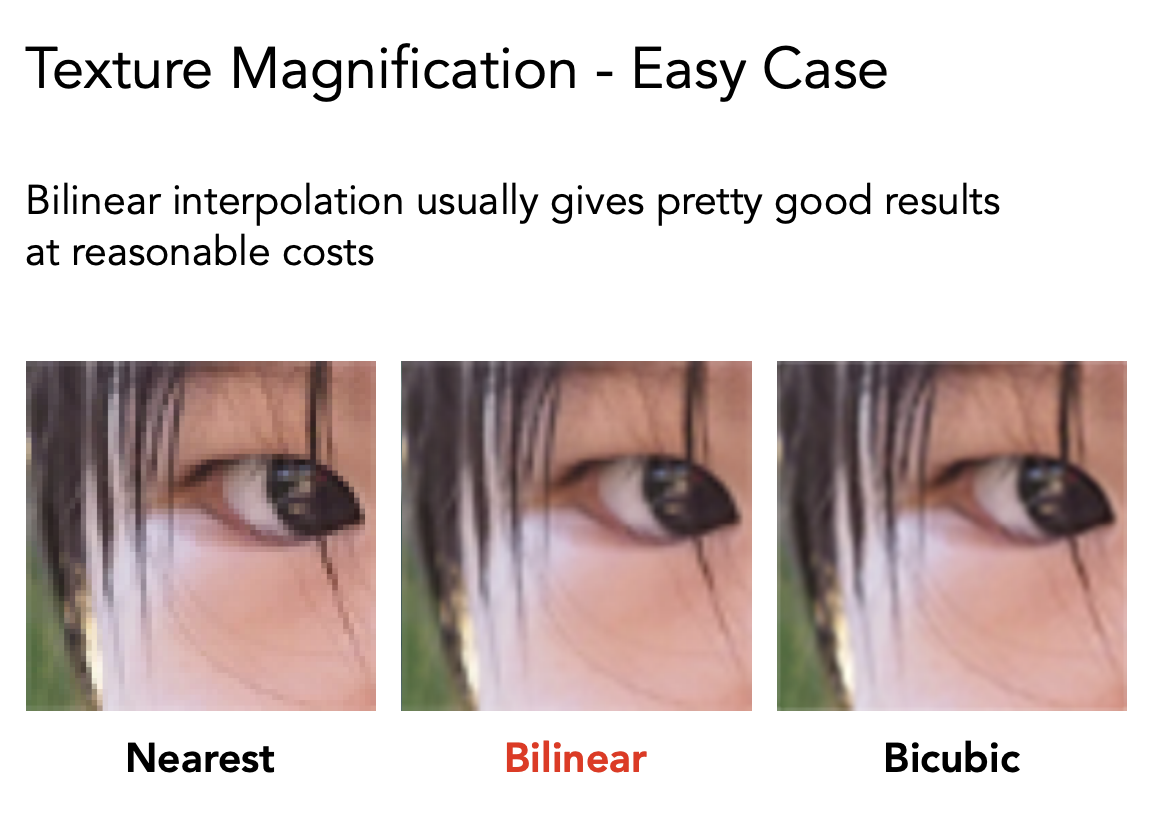 Texture Magnification - Easy Case
Bilinear interpolation usually gives pretty good results
at reasonable costs
Nearest
Bilinear
Bicubic